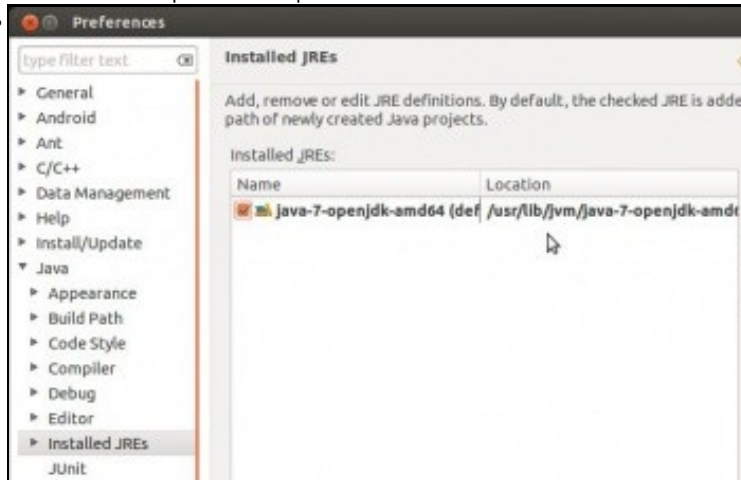 Preferences
type filter text
General
Android
Ant
C/C++
Data Management
Help
Install/Update
Java
Appearance
Build Path
Code Style
Compiler
Debug
Editor
Installed JREs
JUnit
Installed JREs
Add, remove or edit JRE definitions. By default, the checked JRE is adde
path of newly created Java projects.
Installed JREs:
Name Location
java-7-openjdk-amd64 (def /usr/lib/jvm/java-7-openjdk-amd